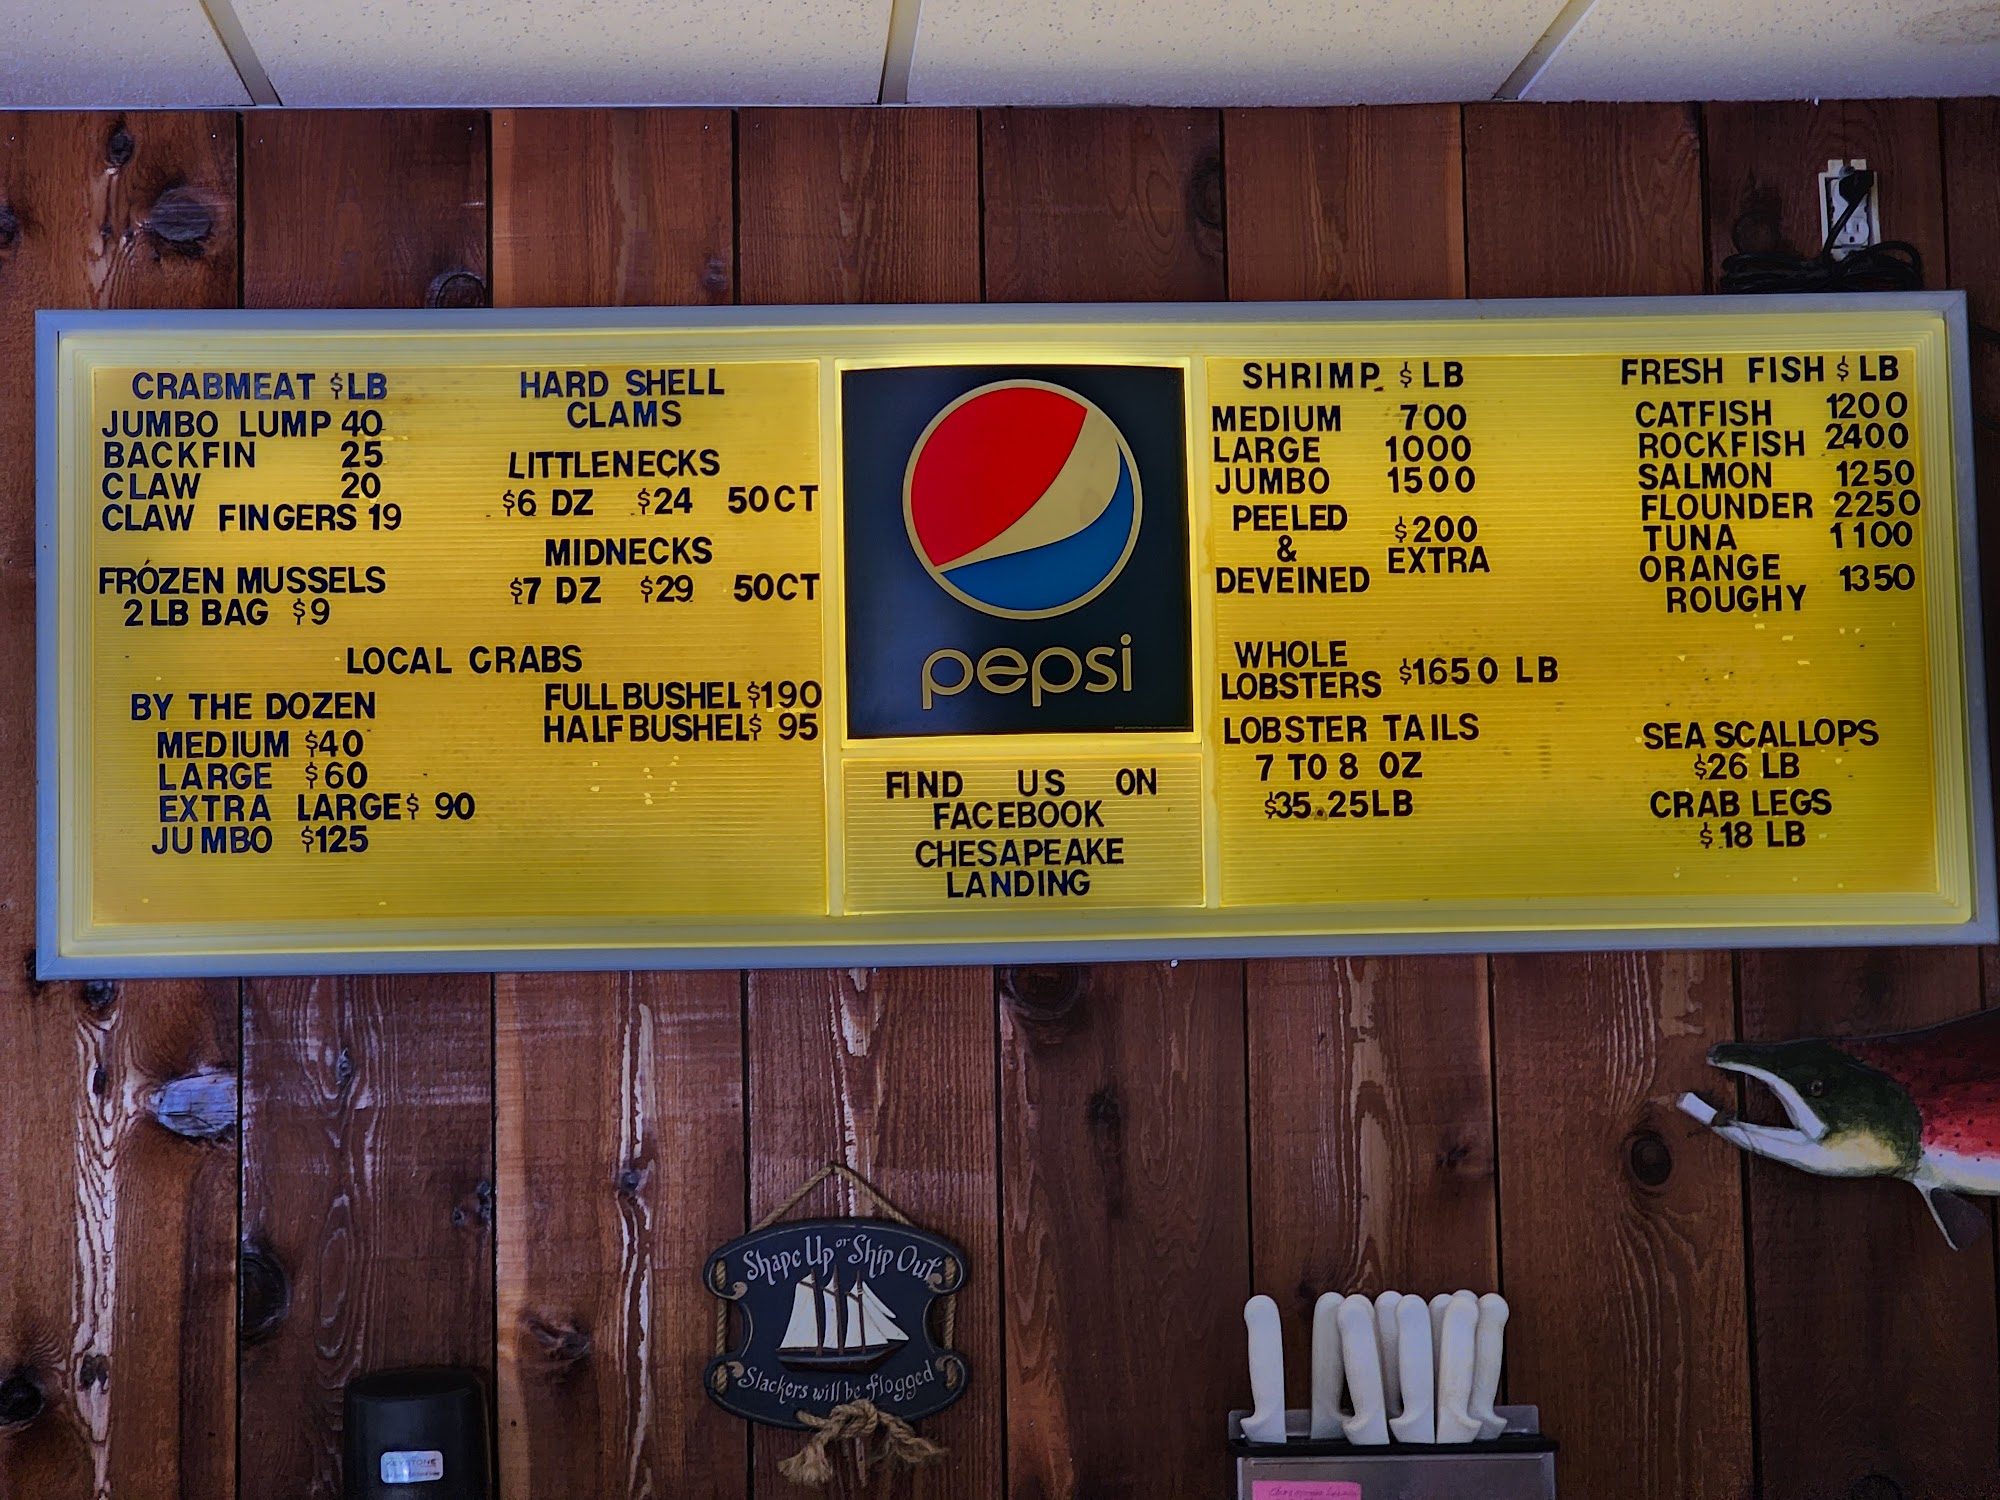 CRABMEAT $LB
JUMBO LUMP 40
BACKFIN 25
CLAW 20
CLAW FINGERS 19
FROZEN MUSSELS
2 LB BAG $9
HARD SHELL
CLAMS
LITTLENECKS
$6 DZ $24 50CT
MIDNECKS
$7 DZ $29 50CT
LOCAL CRABS
BY THE DOZEN
MEDIUM $40
LARGE $60
EXTRA LARGE $ 90
JUMBO $125
FULL BUSHEL $190
HALF BUSHEL $ 95
pepsi
FIND US ON
FACEBOOK
CHESAPEAKE
LANDING
SHRIMP $ LB
MEDIUM 700
LARGE 1000
JUMBO 1500
PEELED
&
DEVEINED
$200
EXTRA
WHOLE
LOBSTERS $1650 LB
LOBSTER TAILS
7 TO 8 OZ
$35.25LB
FRESH FISH $ LB
CATFISH 1200
ROCKFISH 2400
SALMON 1250
FLOUNDER 2250
TUNA 1100
ORANGE
ROUGHY 1350
SEA SCALLOPS
$26 LB
CRAB LEGS
$18 LB
Shape Up or Ship Out
Slackers will be flogged
KEYSTONE